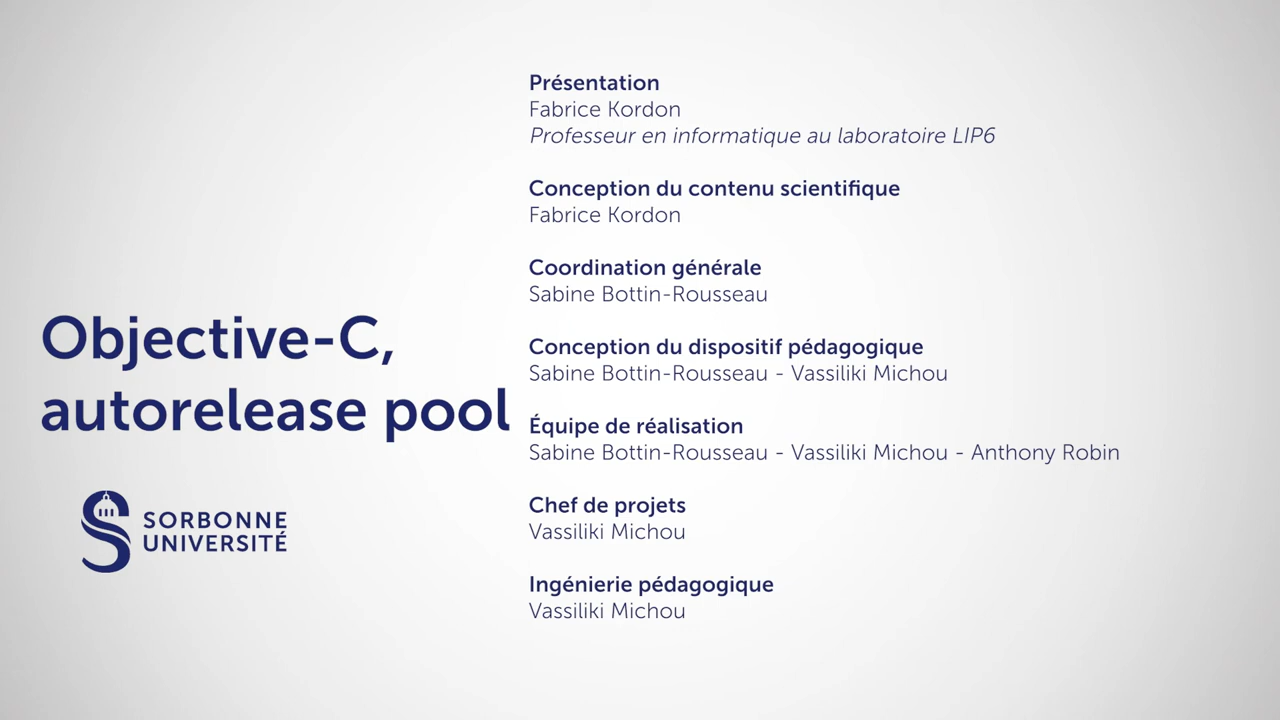 Objective-C,
autorelease pool
SORBONNE
UNIVERSITÉ
Présentation
Fabrice Kordon
Professeur en informatique au laboratoire LIP6
Conception du contenu scientifique
Fabrice Kordon
Coordination générale
Sabine Bottin-Rousseau
Conception du dispositif pédagogique
Sabine Bottin-Rousseau - Vassiliki Michou
Équipe de réalisation
Sabine Bottin-Rousseau - Vassiliki Michou - Anthony Robin
Chef de projets
Vassiliki Michou
Ingénierie pédagogique
Vassiliki Michou